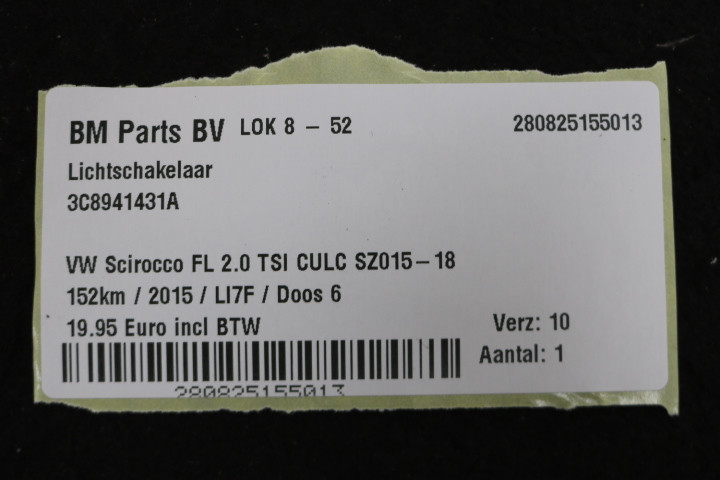 BM Parts BV LOK 8 - 52 280825155013
Lichtschakelaar
3C8941431A
VW Scirocco FL 2.0 TSI CULC SZ015-18
152km / 2015 / LI7F / Doos 6
19.95 Euro incl BTW Verz: 10
Aantal: 1
280825155013